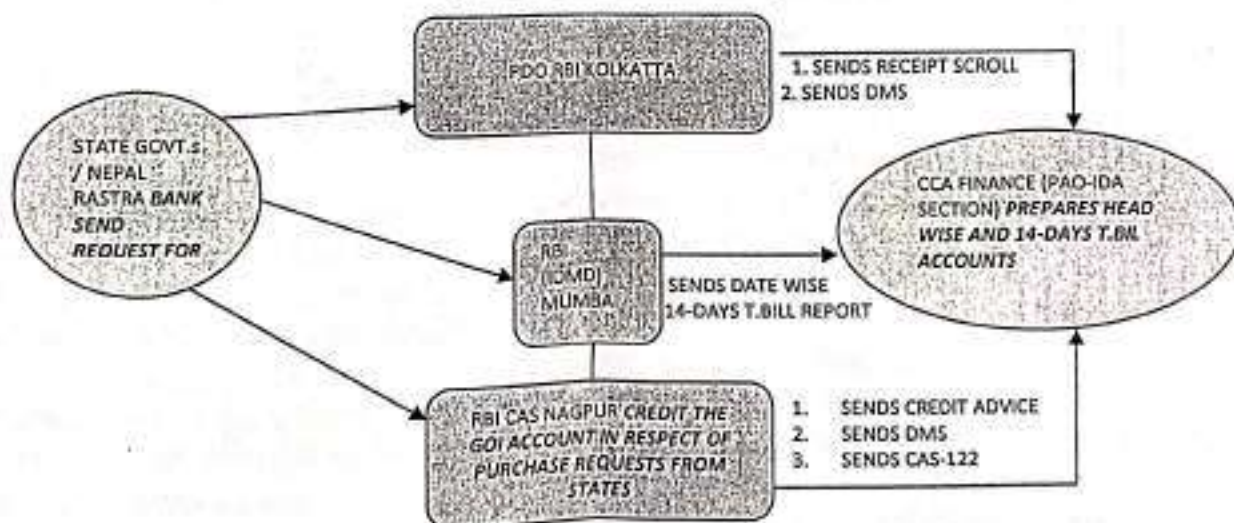 PDO RBI KOLKATTA
1. SENDS RECEIPT SCROLL
2. SENDS DMS
STATE GOVT.s
/ NEPAL
RASTRA BANK
SEND
REQUEST FOR
CCA FINANCE (PAO-IDA
SECTION) PREPARES HEAD
WISE AND 14-DAYS T.BIL
ACCOUNTS
RBI
(IDMD)
MUMBA
SENDS DATE WISE
14-DAYS T.BILL REPORT
RBI CAS NAGPUR CREDIT THE
GOI ACCOUNT IN RESPECT OF
PURCHASE REQUESTS FROM
STATES
1. SENDS CREDIT ADVICE
2. SENDS DMS
3. SENDS CAS-122